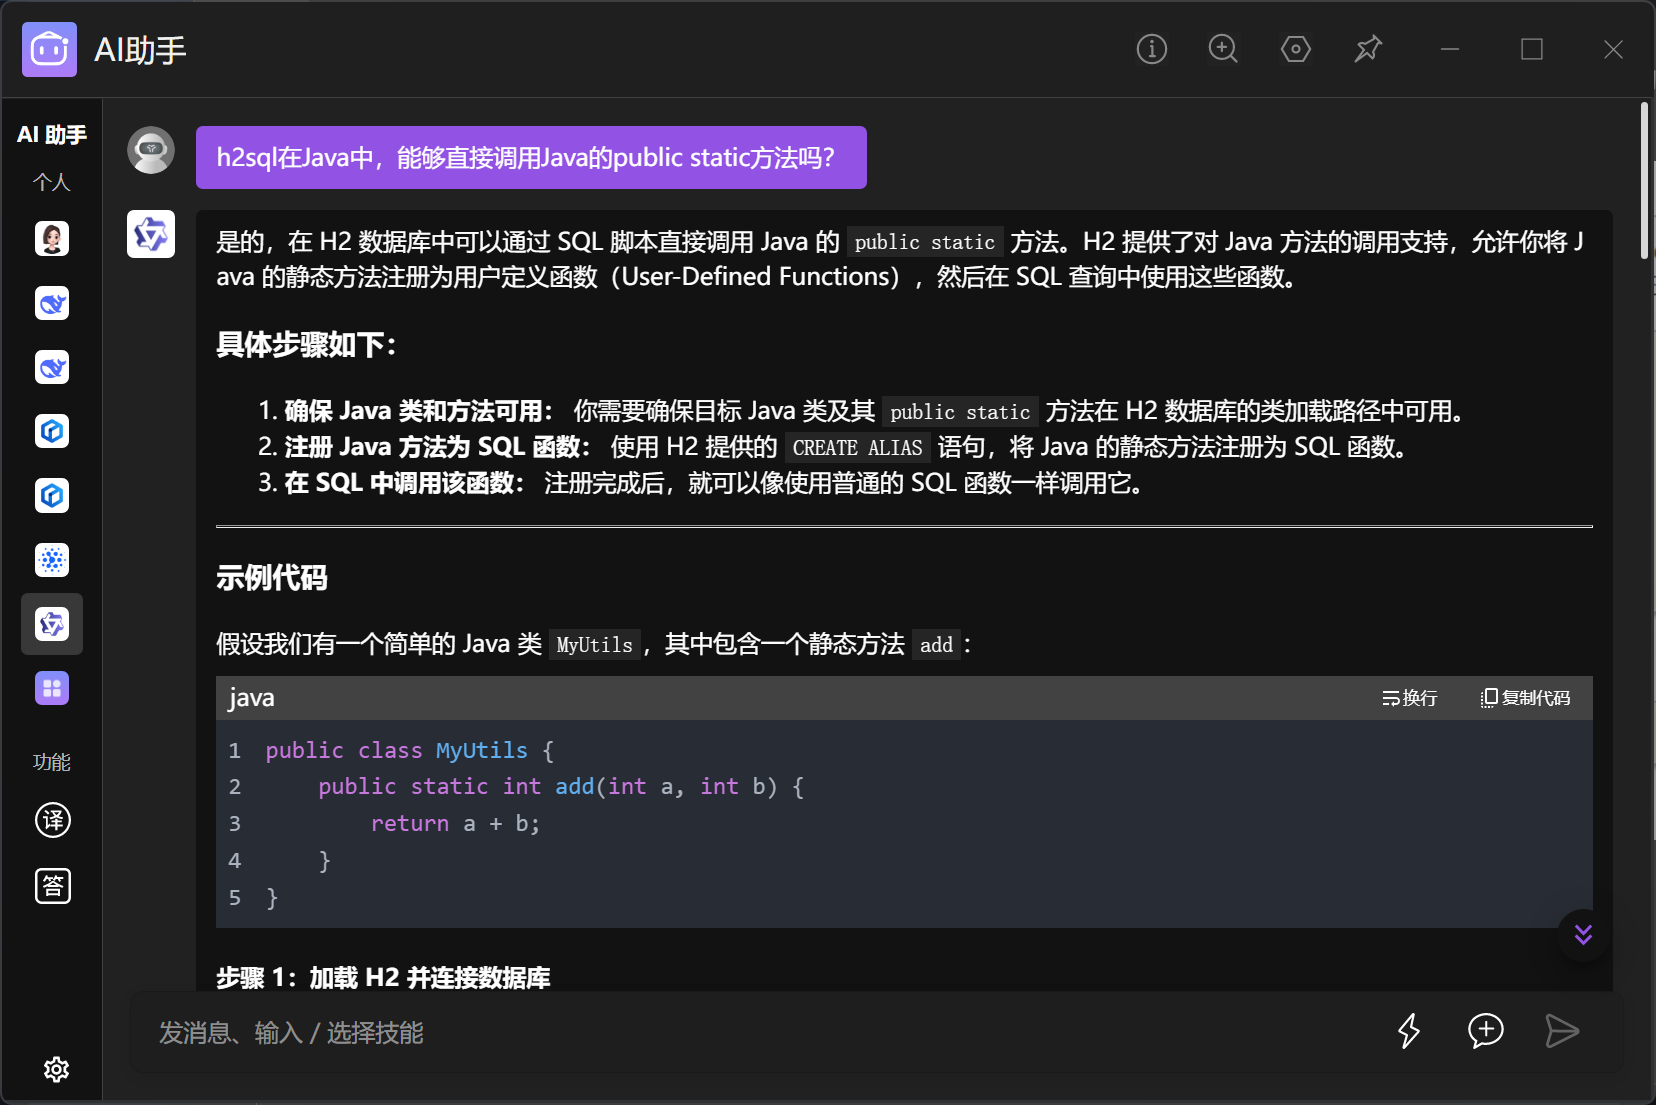 AI助手
AI 助手
个人
功能
译
答
h2sql在Java中，能够直接调用Java的public static方法吗？
是的，在 H2 数据库中可以通过 SQL 脚本直接调用 Java 的 public static 方法。H2 提供了对 Java 方法的调用支持，允许你将 J
ava 的静态方法注册为用户定义函数（User-Defined Functions），然后在 SQL 查询中使用这些函数。
具体步骤如下：
1. 确保 Java 类和方法可用： 你需要确保目标 Java 类及其 public static 方法在 H2 数据库的类加载路径中可用。
2. 注册 Java 方法为 SQL 函数： 使用 H2 提供的 CREATE ALIAS 语句，将 Java 的静态方法注册为 SQL 函数。
3. 在 SQL 中调用该函数： 注册完成后，就可以像使用普通的 SQL 函数一样调用它。
示例代码
假设我们有一个简单的 Java 类 MyUtils，其中包含一个静态方法 add：
java 换行 复制代码
1 public class MyUtils {
2     public static int add(int a, int b) {
3         return a + b;
4     }
5 }
步骤 1：加载 H2 并连接数据库
发消息、输入 / 选择技能